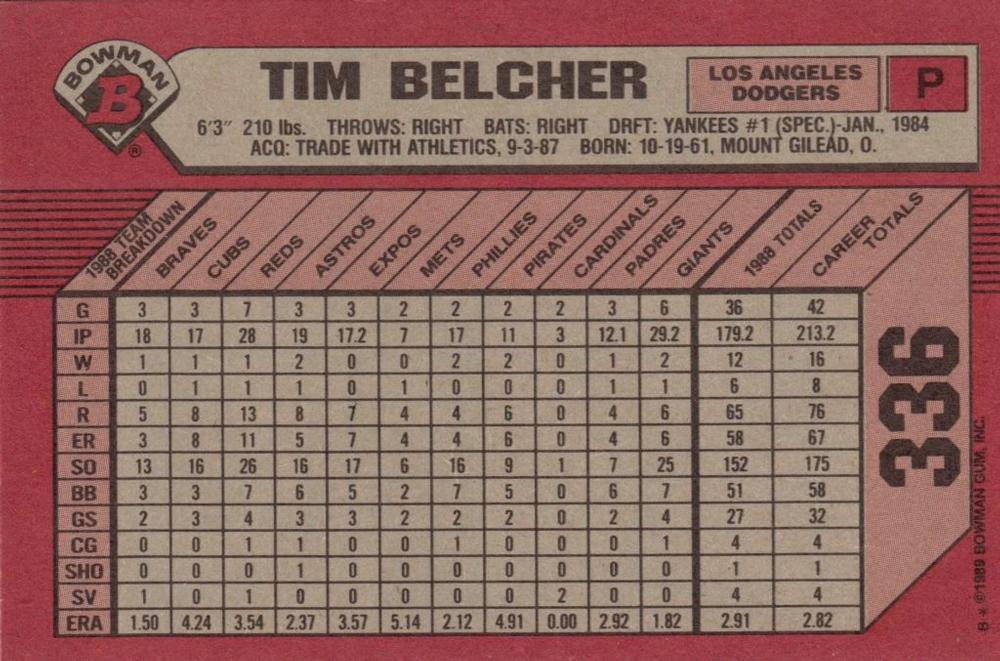 BOWMAN
B
®
TIM BELCHER
LOS ANGELES
DODGERS
P
6'3" 210 lbs. THROWS: RIGHT BATS: RIGHT DRFT: YANKEES #1 (SPEC.)-JAN., 1984
ACQ: TRADE WITH ATHLETICS, 9-3-87 BORN: 10-19-61, MOUNT GILEAD, O.
1988 TEAM
BREAKDOWN
BRAVES
CUBS
REDS
ASTROS
EXPOS
METS
PHILLIES
PIRATES
CARDINALS
PADRES
GIANTS
1988 TOTALS
CAREER
TOTALS
G 3 3 7 3 3 2 2 2 2 3 6 36 42
IP 18 17 28 19 17.2 7 17 11 3 12.1 29.2 179.2 213.2
W 1 1 1 2 0 0 2 2 0 1 2 12 16
L 0 1 1 1 0 1 0 0 0 1 1 6 8
R 5 8 13 8 7 4 4 6 0 4 6 65 76
ER 3 8 11 5 7 4 4 6 0 4 6 58 67
SO 13 16 26 16 17 6 16 9 1 7 25 152 175
BB 3 3 7 6 5 2 7 5 0 6 7 51 58
GS 2 3 4 3 3 2 2 2 0 2 4 27 32
CG 0 0 1 1 0 0 1 0 0 0 1 4 4
SHO 0 0 0 1 0 0 0 0 0 0 0 1 1
SV 1 0 1 0 0 0 0 0 2 0 0 4 4
ERA 1.50 4.24 3.54 2.37 3.57 5.14 2.12 4.91 0.00 2.92 1.82 2.91 2.82
336
B * ©1989 BOWMAN GUM, INC.